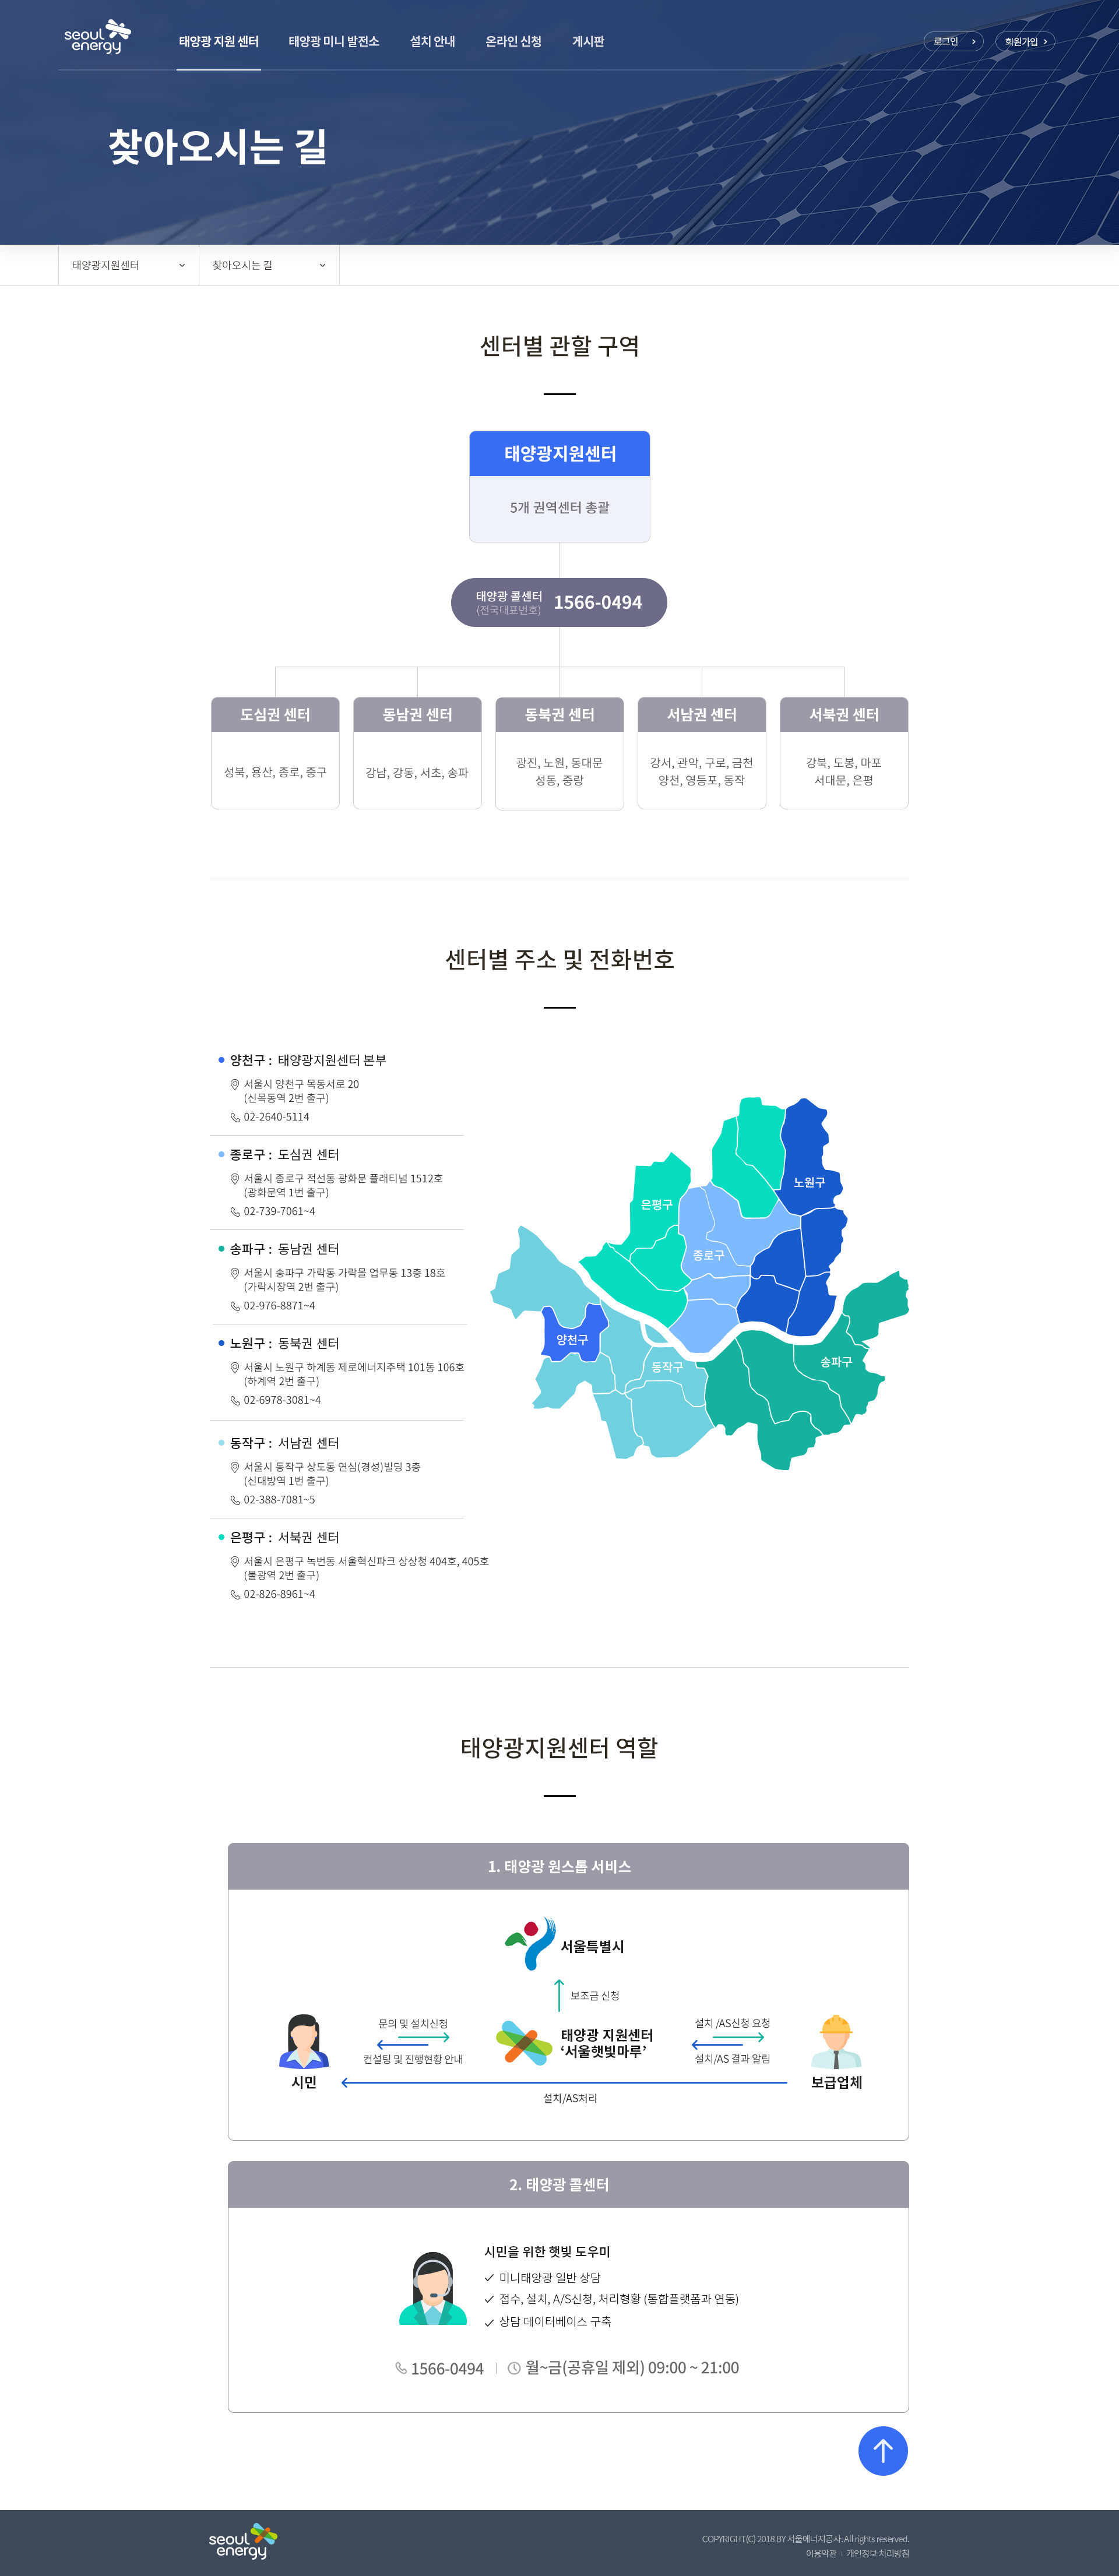 seoul
energy
태양광 지원 센터
태양광 미니 발전소
설치 안내
온라인 신청
게시판
로그인
회원가입
찾아오시는 길
태양광지원센터
찾아오시는 길
센터별 관할 구역
태양광지원센터
5개 권역센터 총괄
태양광 콜센터
(전국대표번호)
1566-0494
도심권 센터
성북, 용산, 종로, 중구
동남권 센터
강남, 강동, 서초, 송파
동북권 센터
광진, 노원, 동대문
성동, 중랑
서남권 센터
강서, 관악, 구로, 금천
양천, 영등포, 동작
서북권 센터
강북, 도봉, 마포
서대문, 은평
센터별 주소 및 전화번호
양천구 : 태양광지원센터 본부
서울시 양천구 목동서로 20
(신목동역 2번 출구)
02-2640-5114
종로구 : 도심권 센터
서울시 종로구 적선동 광화문 플래티넘 1512호
(광화문역 1번 출구)
02-739-7061~4
송파구 : 동남권 센터
서울시 송파구 가락동 가락몰 업무동 13층 18호
(가락시장역 2번 출구)
02-976-8871~4
노원구 : 동북권 센터
서울시 노원구 하계동 제로에너지주택 101동 106호
(하계역 2번 출구)
02-6978-3081~4
동작구 : 서남권 센터
서울시 동작구 상도동 연심(경성)빌딩 3층
(신대방역 1번 출구)
02-388-7081~5
은평구 : 서북권 센터
서울시 은평구 녹번동 서울혁신파크 상상청 404호, 405호
(불광역 2번 출구)
02-826-8961~4
노원구
은평구
종로구
양천구
동작구
송파구
태양광지원센터 역할
1. 태양광 원스톱 서비스
서울특별시
보조금 신청
문의 및 설치신청
컨설팅 및 진행현황 안내
태양광 지원센터
‘서울햇빛마루’
설치 /AS신청 요청
설치/AS 결과 알림
시민
보급업체
설치/AS처리
2. 태양광 콜센터
시민을 위한 햇빛 도우미
미니태양광 일반 상담
접수, 설치, A/S신청, 처리형황 (통합플랫폼과 연동)
상담 데이터베이스 구축
1566-0494
월~금(공휴일 제외) 09:00 ~ 21:00
seoul
energy
COPYRIGHT(C) 2018 BY 서울에너지공사. All rights reserved.
이용약관 | 개인정보 처리방침